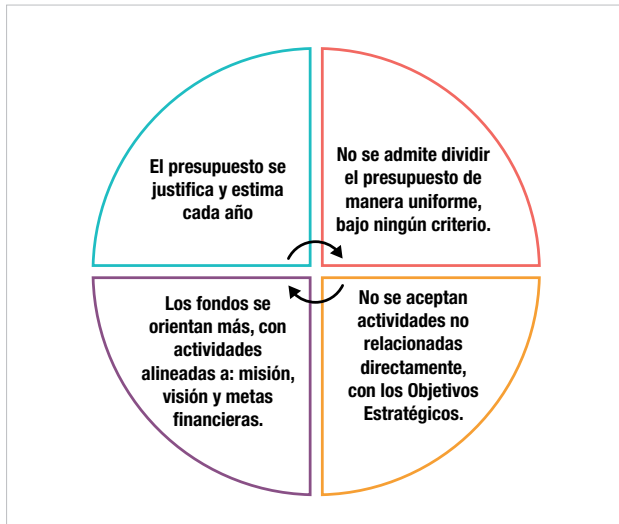 El presupuesto se
justifica y estima
cada año
No se admite dividir
el presupuesto de
manera uniforme,
bajo ningún criterio.
Los fondos se
orientan más, con
actividades
alineadas a: misión,
visión y metas
financieras.
No se aceptan
actividades no
relacionadas
directamente,
con los Objetivos
Estratégicos.